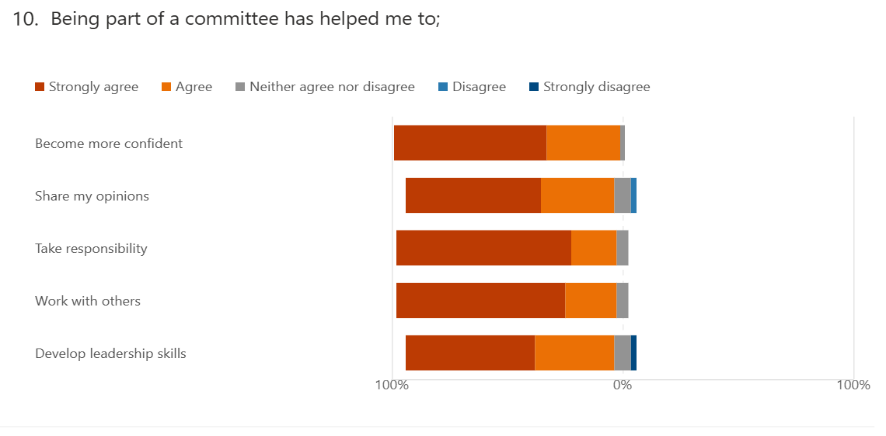 10. Being part of a committee has helped me to;
Strongly agree Agree Neither agree nor disagree Disagree Strongly disagree
Become more confident
Share my opinions
Take responsibility
Work with others
Develop leadership skills
100% 0% 100%